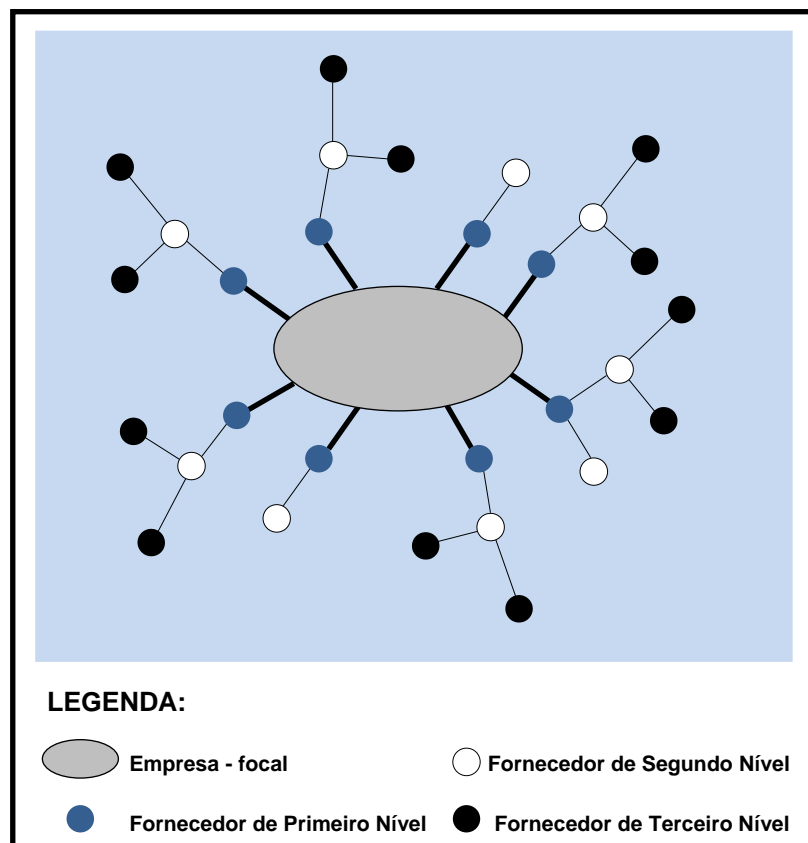 LEGENDA:
Empresa - focal
Fornecedor de Segundo Nível
Fornecedor de Primeiro Nível
Fornecedor de Terceiro Nível